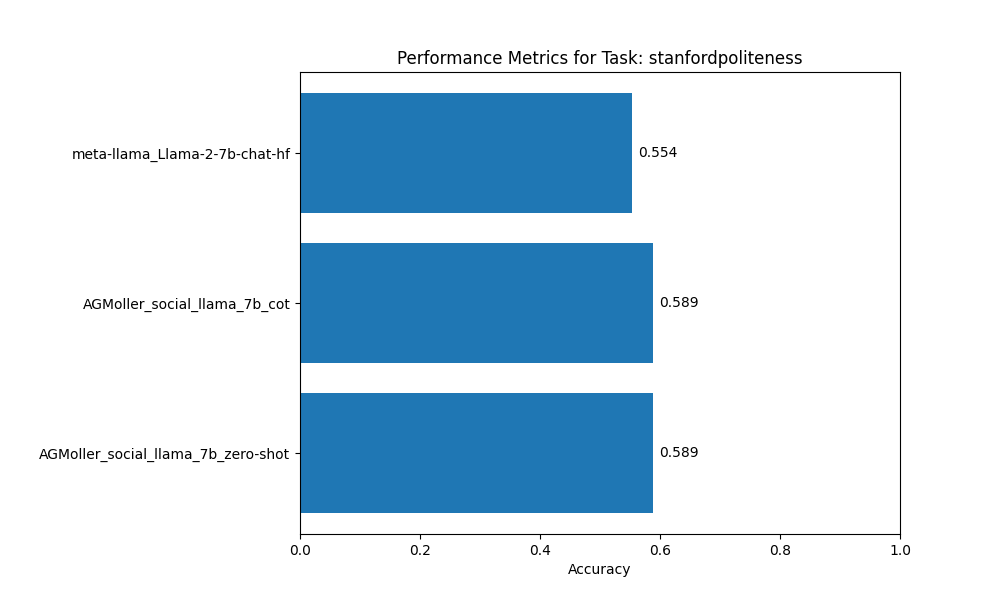 Performance Metrics for Task: stanfordpoliteness
meta-llama_Llama-2-7b-chat-hf
0.554
AGMoller_social_llama_7b_cot
0.589
AGMoller_social_llama_7b_zero-shot
0.589
0.0 0.2 0.4 0.6 0.8 1.0
Accuracy